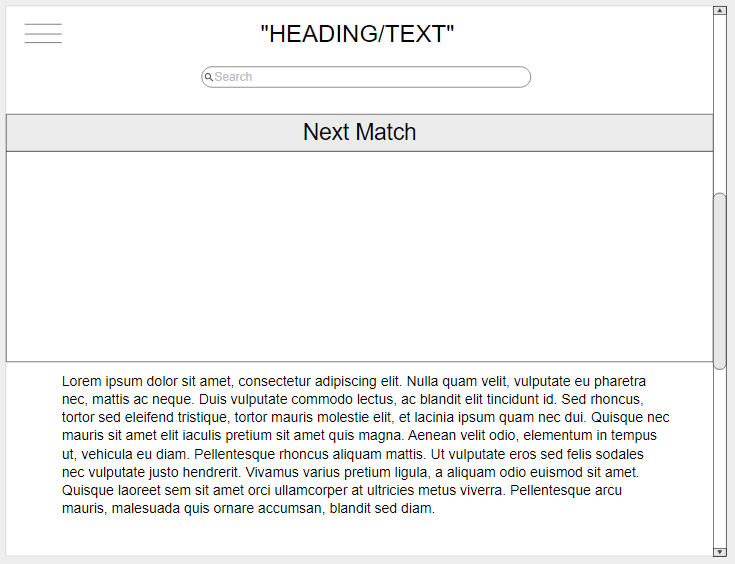 "HEADING/TEXT"
Search
Next Match
Lorem ipsum dolor sit amet, consectetur adipiscing elit. Nulla quam velit, vulputate eu pharetra
nec, mattis ac neque. Duis vulputate commodo lectus, ac blandit elit tincidunt id. Sed rhoncus,
tortor sed eleifend tristique, tortor mauris molestie elit, et lacinia ipsum quam nec dui. Quisque nec
mauris sit amet elit iaculis pretium sit amet quis magna. Aenean velit odio, elementum in tempus
ut, vehicula eu diam. Pellentesque rhoncus aliquam mattis. Ut vulputate eros sed felis sodales
nec vulputate justo hendrerit. Vivamus varius pretium ligula, a aliquam odio euismod sit amet.
Quisque laoreet sem sit amet orci ullamcorper at ultricies metus viverra. Pellentesque arcu
mauris, malesuada quis ornare accumsan, blandit sed diam.